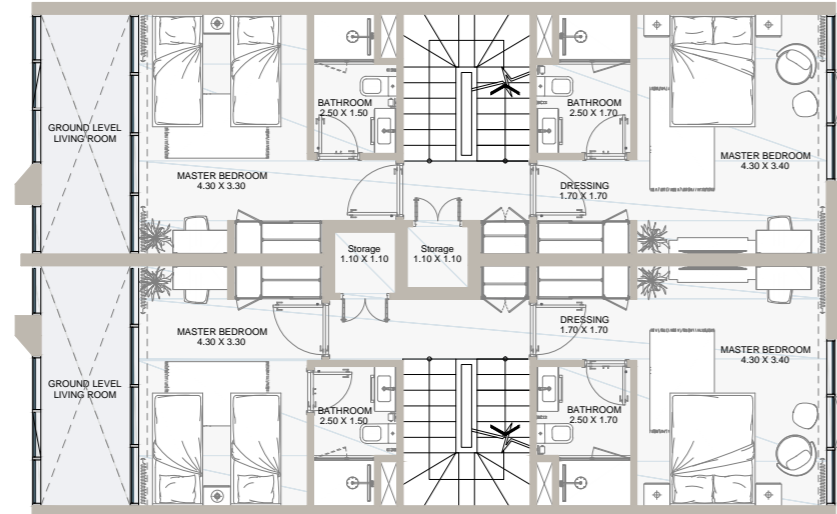 GROUND LEVEL
LIVING ROOM
MASTER BEDROOM
4.30 X 3.30
BATHROOM
2.50 X 1.50
BATHROOM
2.50 X 1.70
MASTER BEDROOM
4.30 X 3.40
DRESSING
1.70 X 1.70
Storage
1.10 X 1.10
Storage
1.10 X 1.10
MASTER BEDROOM
4.30 X 3.30
DRESSING
1.70 X 1.70
MASTER BEDROOM
4.30 X 3.40
GROUND LEVEL
LIVING ROOM
BATHROOM
2.50 X 1.50
BATHROOM
2.50 X 1.70